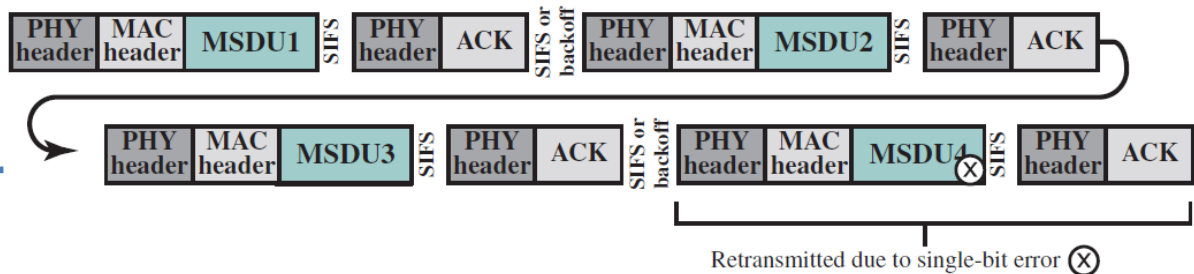 PHY header MAC header MSDU1 SIFS PHY header ACK SIFS or backoff PHY header MAC header MSDU2 SIFS PHY header ACK
PHY header MAC header MSDU3 SIFS PHY header ACK SIFS or backoff PHY header MAC header MSDU4 X SIFS PHY header ACK
Retransmitted due to single-bit error X